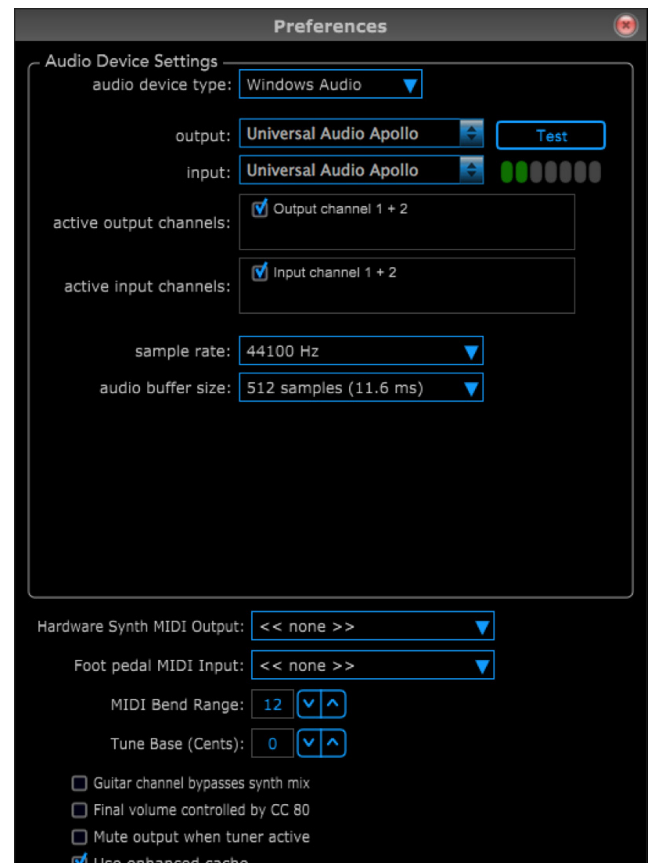 Preferences
Audio Device Settings
audio device type: Windows Audio
output: Universal Audio Apollo Test
input: Universal Audio Apollo
active output channels: Output channel 1 + 2
active input channels: Input channel 1 + 2
sample rate: 44100 Hz
audio buffer size: 512 samples (11.6 ms)
Hardware Synth MIDI Output: << none >>
Foot pedal MIDI Input: << none >>
MIDI Bend Range: 12
Tune Base (Cents): 0
Guitar channel bypasses synth mix
Final volume controlled by CC 80
Mute output when tuner active
Use enhanced cache